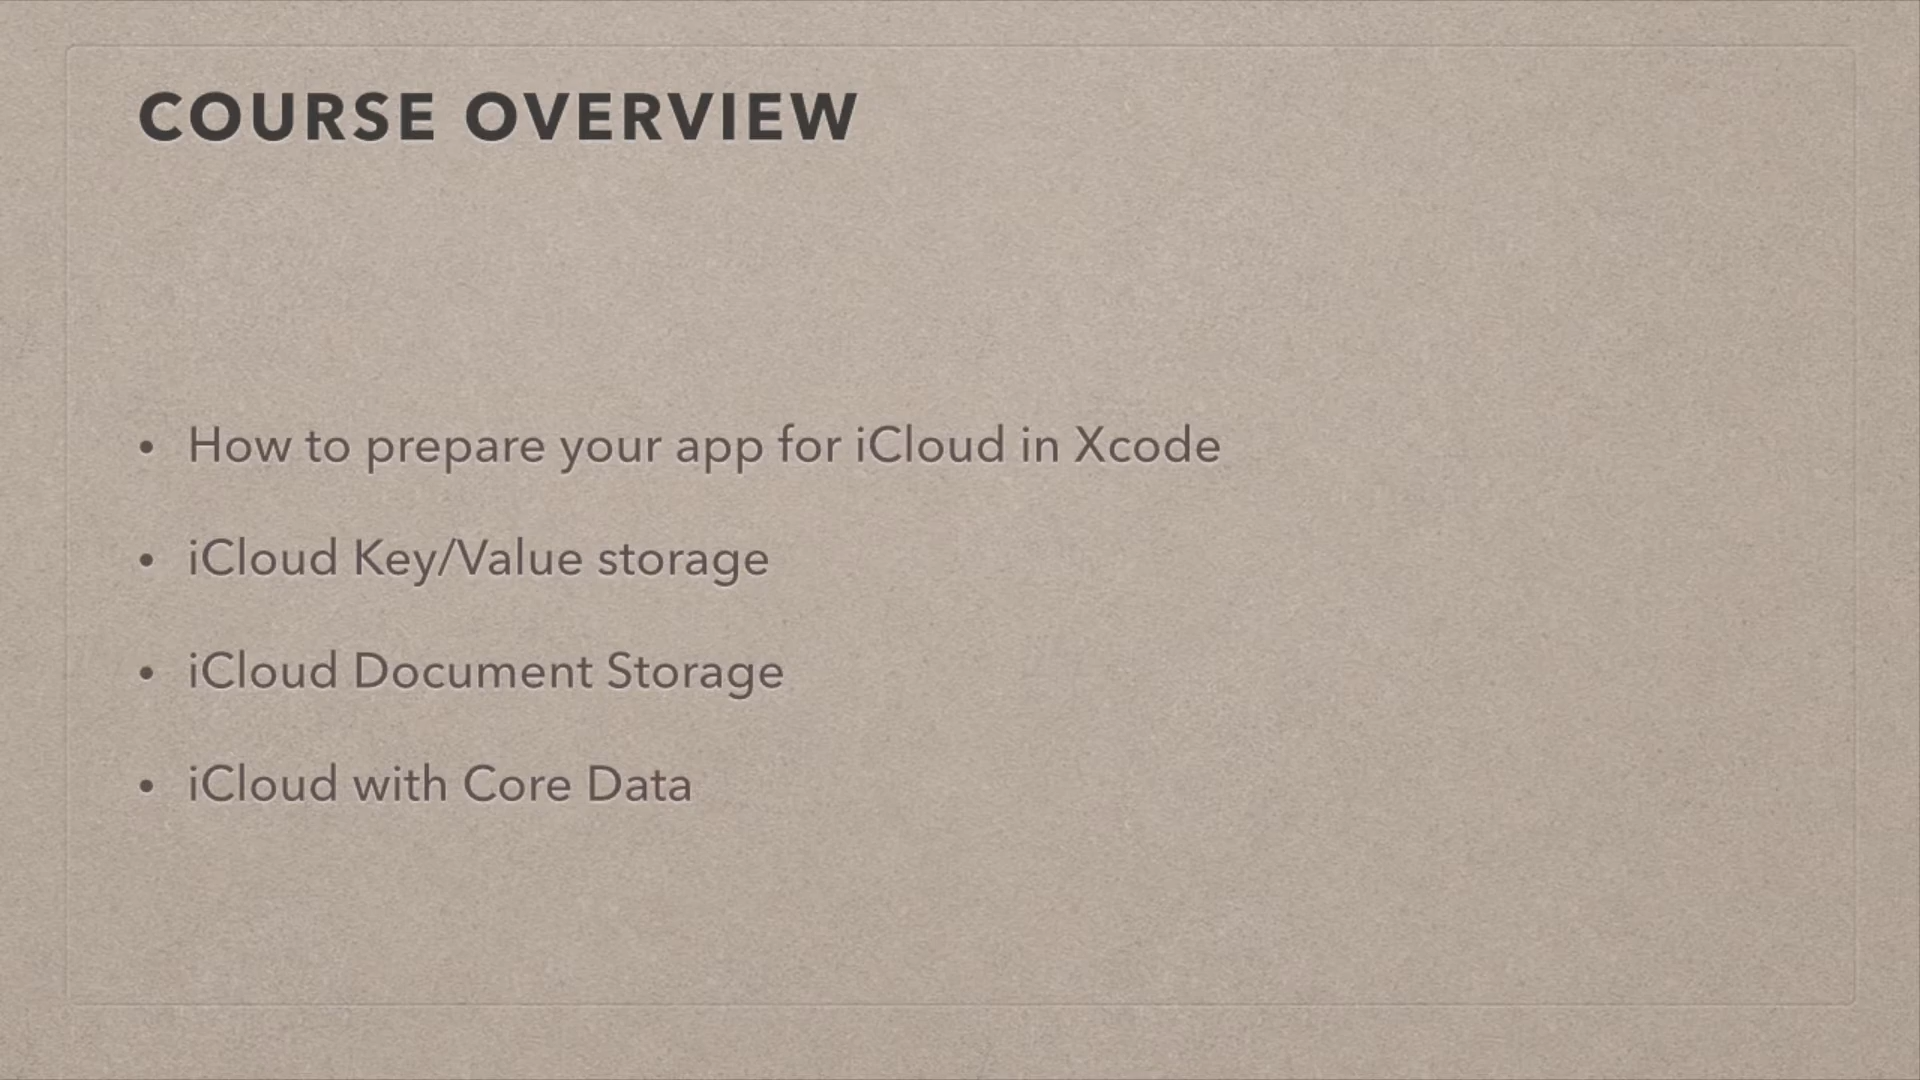 COURSE OVERVIEW
• How to prepare your app for iCloud in Xcode
• iCloud Key/Value storage
• iCloud Document Storage
• iCloud with Core Data